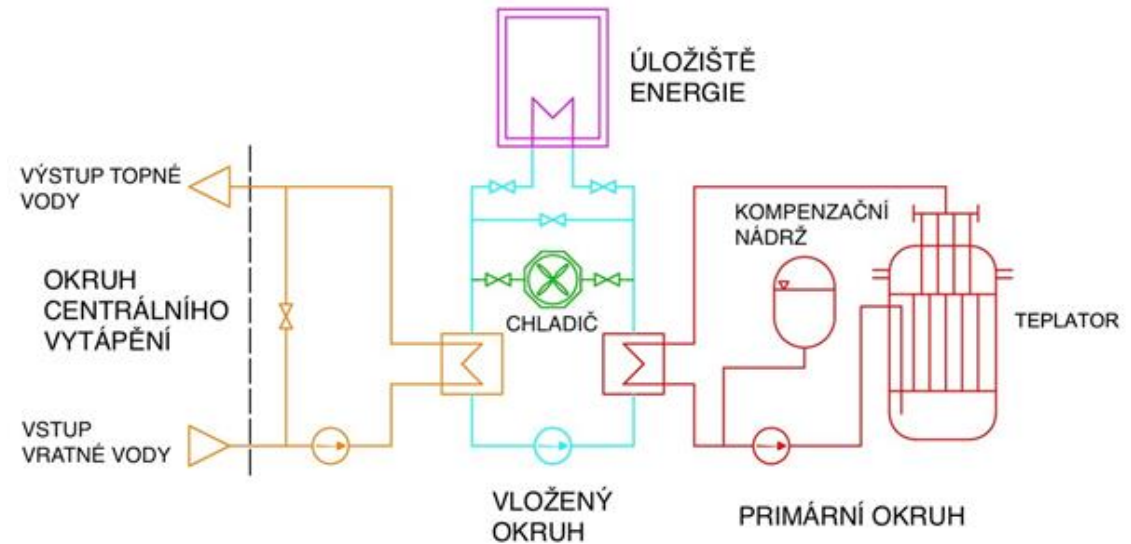 ÚLOŽIŠTĚ
ENERGIE
VÝSTUP TOPNÉ
VODY
KOMPENZAČNÍ
NÁDRŽ
OKRUH
CENTRÁLNÍHO
VYTÁPĚNÍ
CHLADIČ
TEPLATOR
VSTUP
VRATNÉ VODY
VLOŽENÝ
OKRUH
PRIMÁRNÍ OKRUH